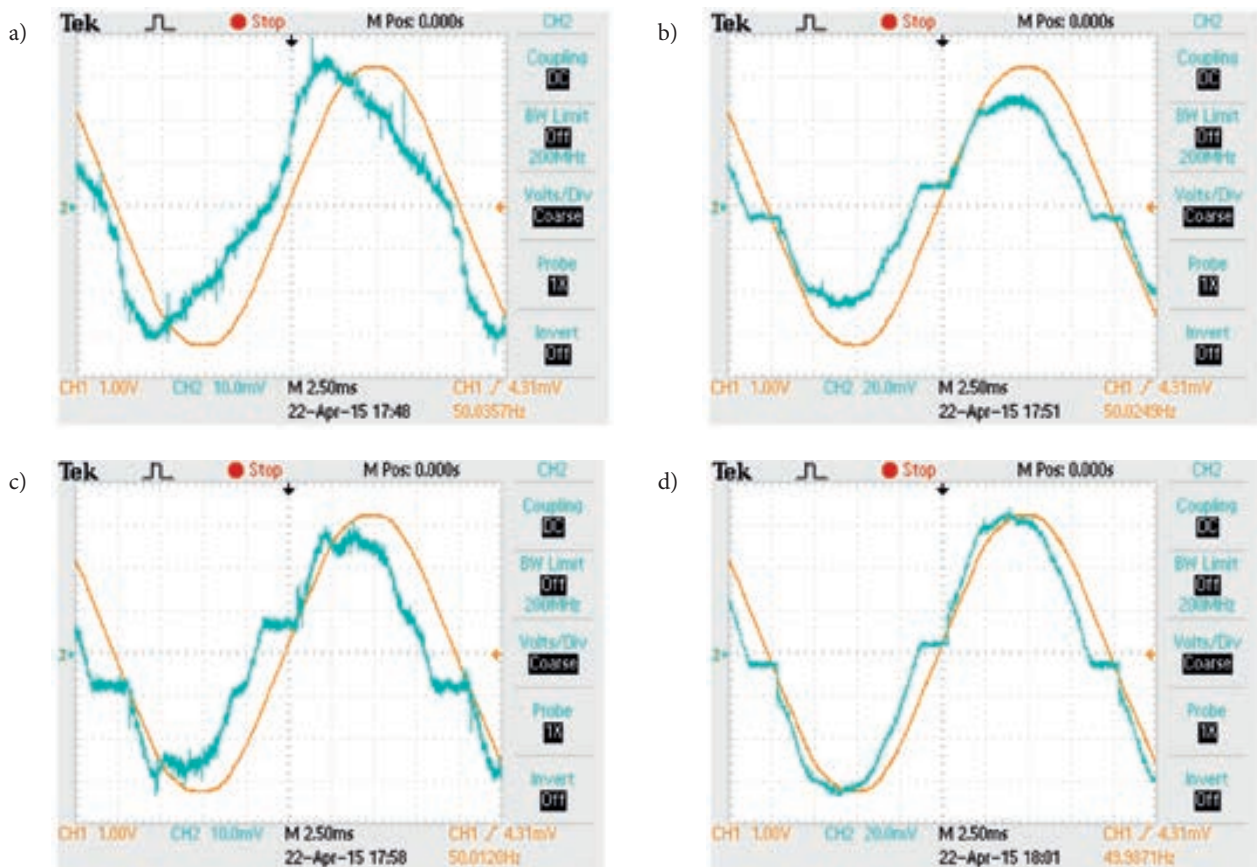 a)
Tek Stop M Pos: 0.000s CH2
Coupling
DC
BW Limit
Off
200MHz
Volts/Div
Coarse
Probe
1X
Invert
Off
2
CH1 1.00V CH2 10.0mV M 2.50ms CH1 / 4.31mV
22-Apr-15 17:48 50.0357Hz
b)
Tek Stop M Pos: 0.000s CH2
Coupling
DC
BW Limit
Off
200MHz
Volts/Div
Coarse
Probe
1X
Invert
Off
2
CH1 1.00V CH2 20.0mV M 2.50ms CH1 / 4.31mV
22-Apr-15 17:51 50.0249Hz
c)
Tek Stop M Pos: 0.000s CH2
Coupling
DC
BW Limit
Off
200MHz
Volts/Div
Coarse
Probe
1X
Invert
Off
2
CH1 1.00V CH2 10.0mV M 2.50ms CH1 / 4.31mV
22-Apr-15 17:58 50.0120Hz
d)
Tek Stop M Pos: 0.000s CH2
Coupling
DC
BW Limit
Off
200MHz
Volts/Div
Coarse
Probe
1X
Invert
Off
2
CH1 1.00V CH2 20.0mV M 2.50ms CH1 / 4.31mV
22-Apr-15 18:01 49.9871Hz